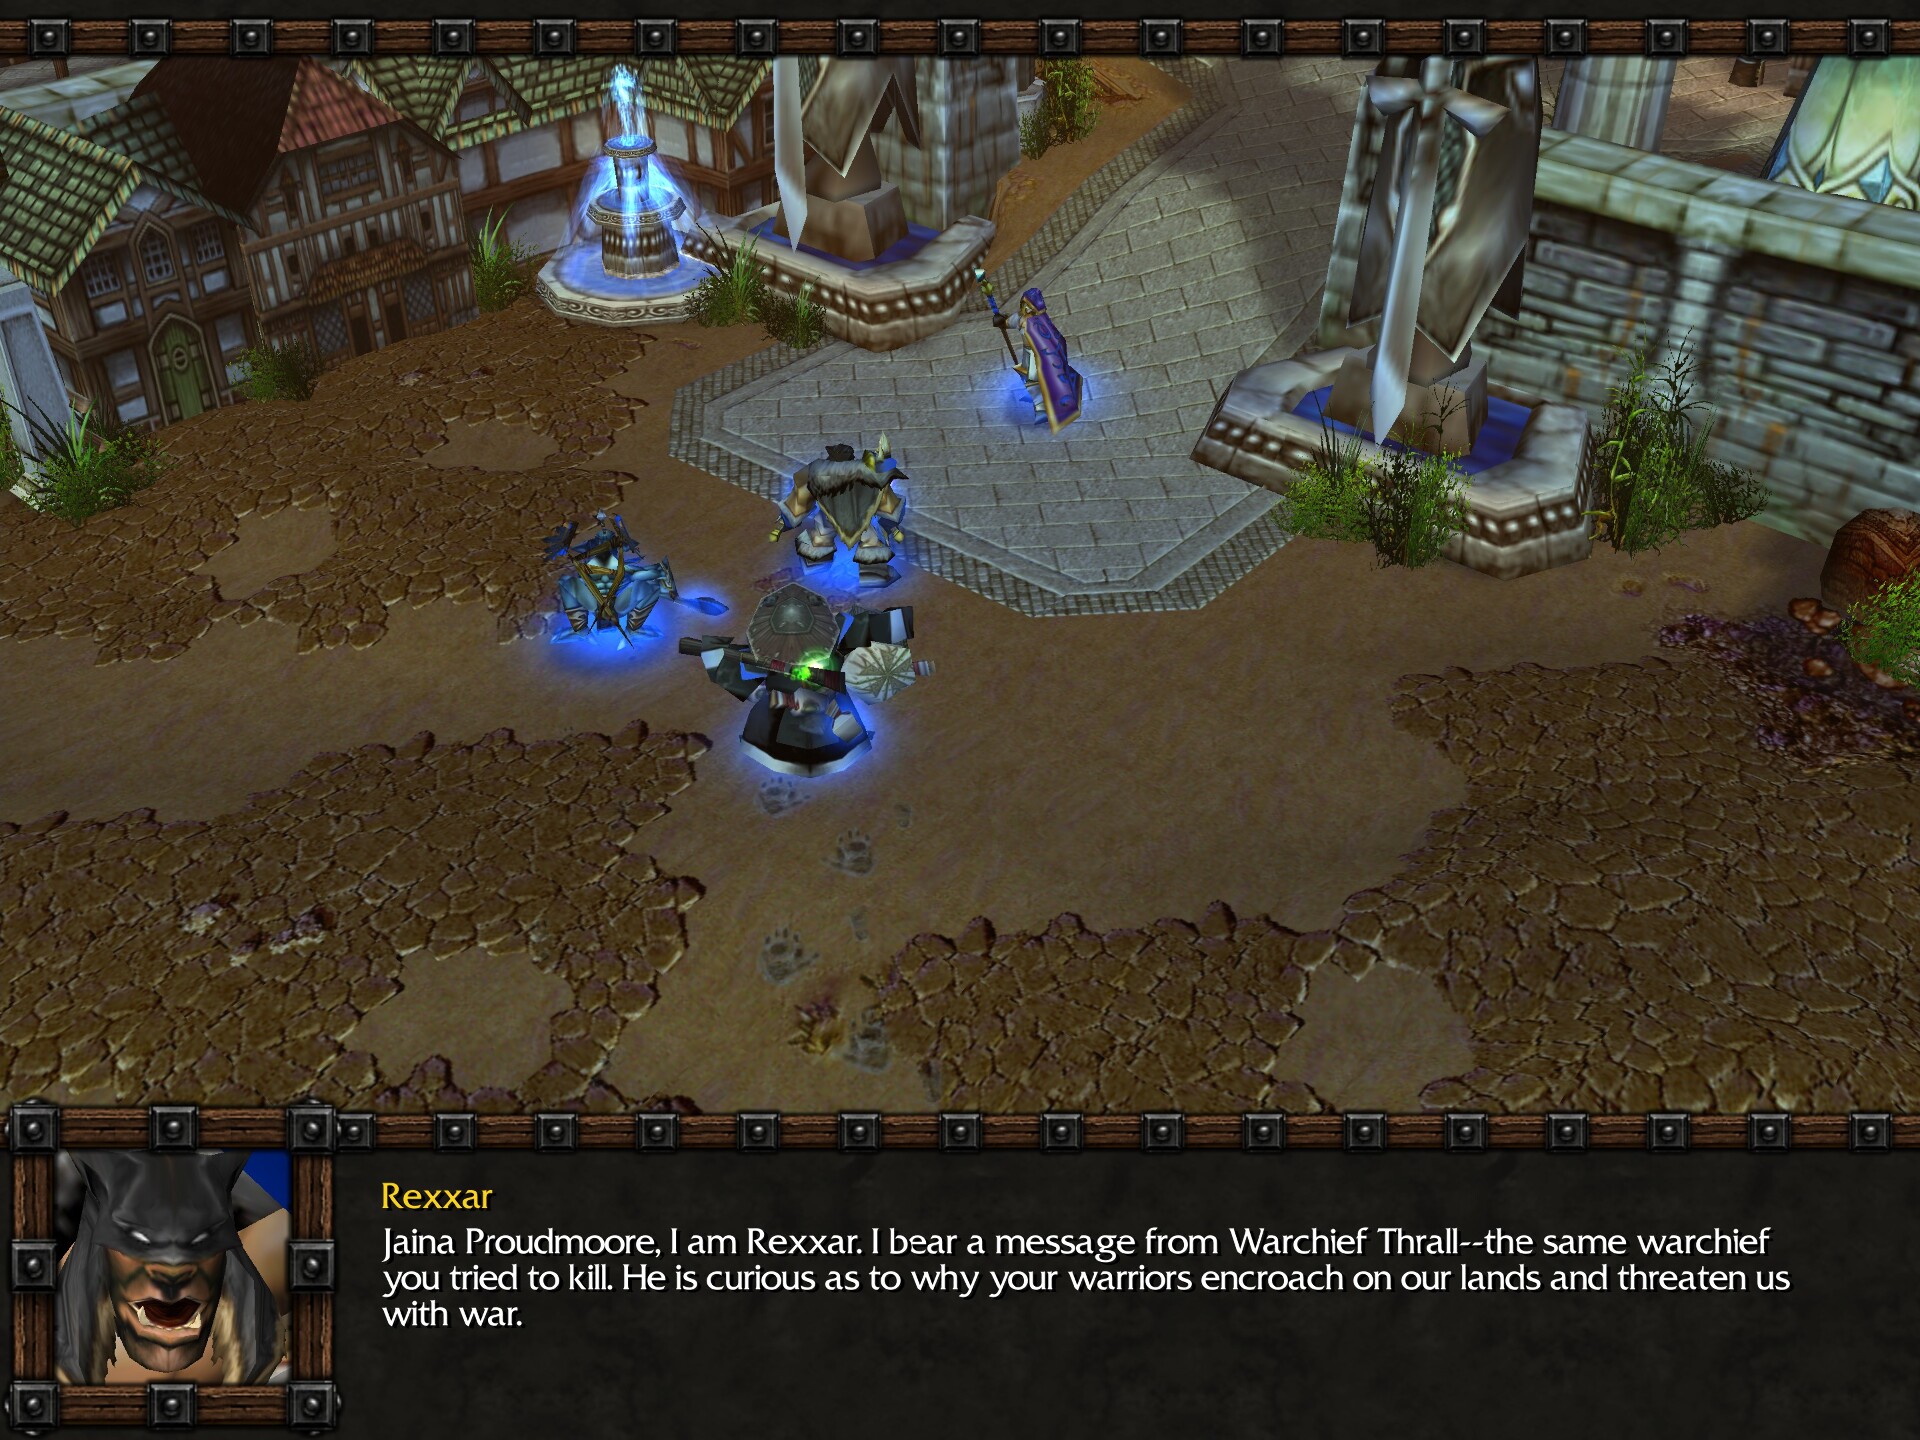 Rexxar
Jaina Proudmoore, I am Rexxar. I bear a message from Warchief Thrall--the same warchief
you tried to kill. He is curious as to why your warriors encroach on our lands and threaten us
with war.